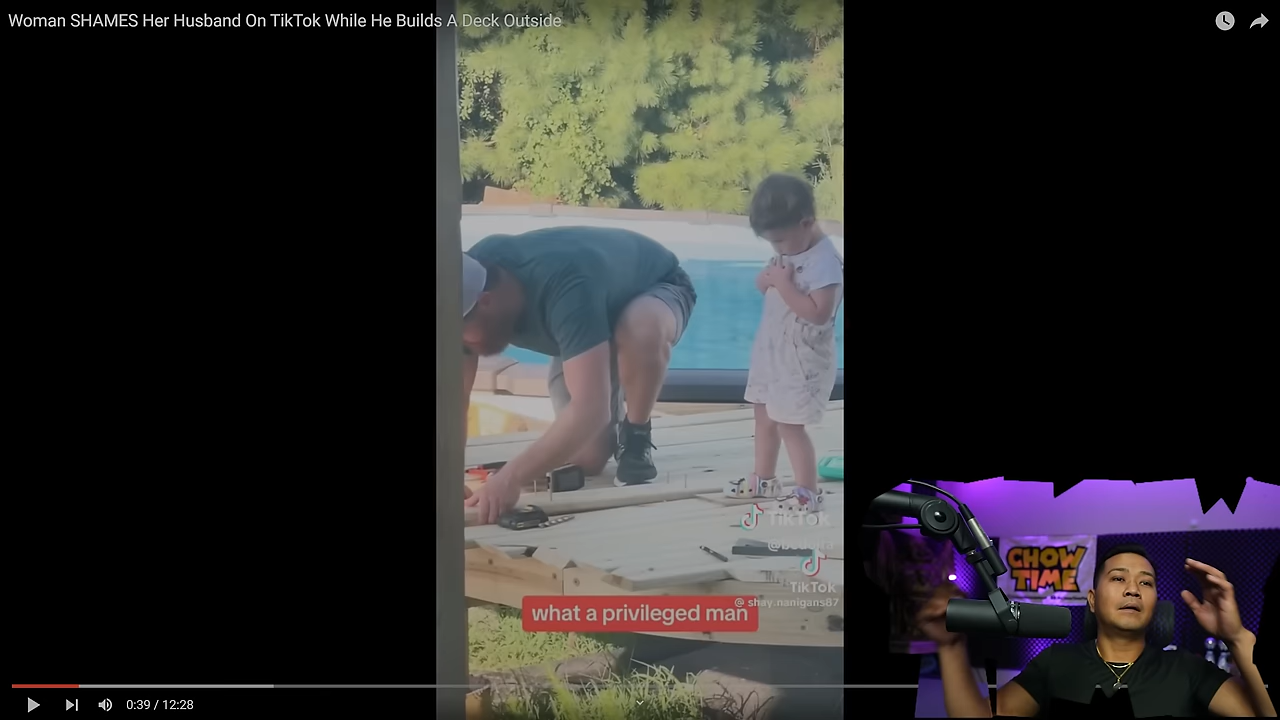 Woman SHAMES Her Husband On TikTok While He Builds A Deck Outside
TikTok
TikTok
@ shay.nanigans87
what a privileged man
CHOW
TIME
0:39 / 12:28